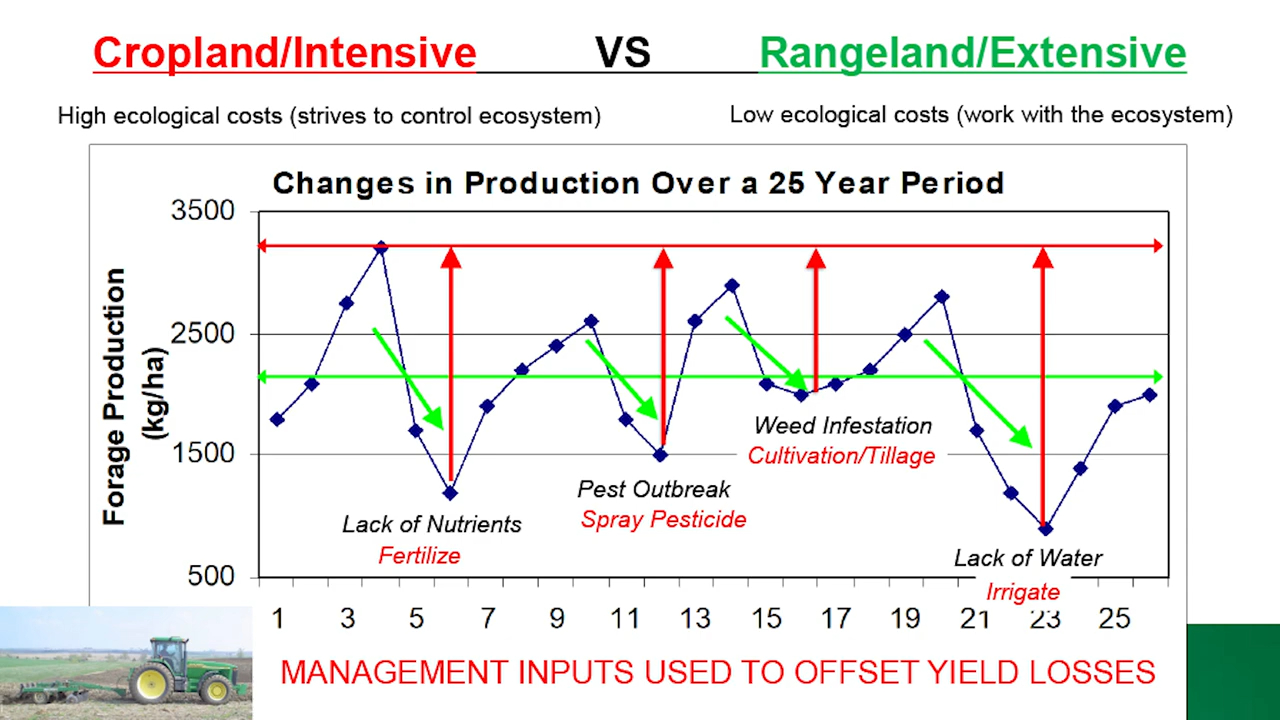 Cropland/Intensive VS Rangeland/Extensive
High ecological costs (strives to control ecosystem)
Low ecological costs (work with the ecosystem)
Changes in Production Over a 25 Year Period
Forage Production
(kg/ha)
3500
2500
1500
500
Weed Infestation
Cultivation/Tillage
Pest Outbreak
Spray Pesticide
Lack of Nutrients
Fertilize
Lack of Water
Irrigate
1 3 5 7 9 11 13 15 17 19 21 23 25
MANAGEMENT INPUTS USED TO OFFSET YIELD LOSSES